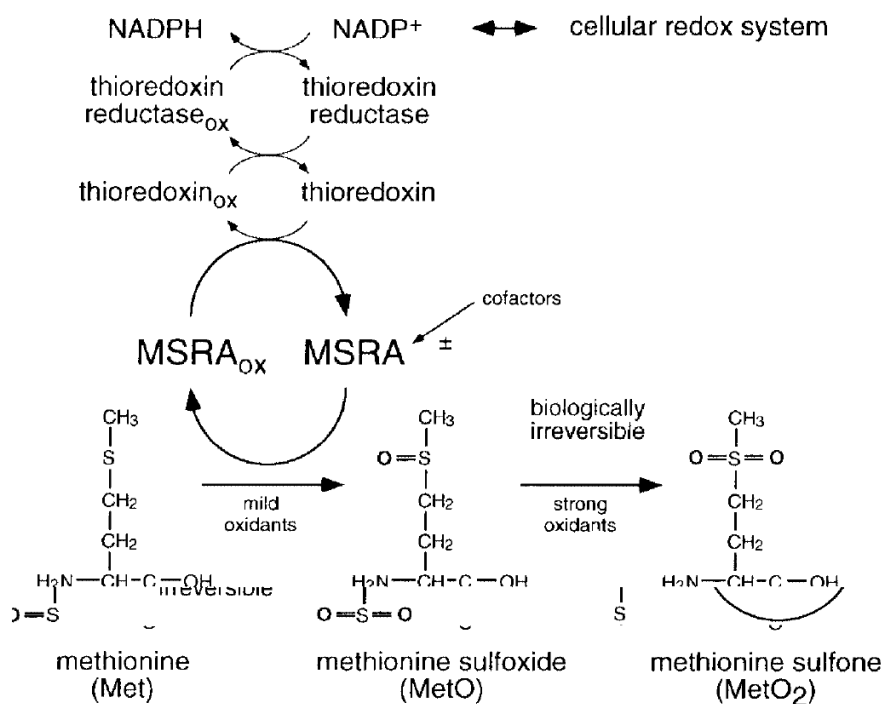 NADPH NADP+ ↔ cellular redox system
thioredoxin thioredoxin
reductaseox reductase
thioredoxinox thioredoxin
cofactors
MSRAox MSRA ±
CH3 CH3 biologically CH3
irreversible
S O=S O=S=O
CH2 mild CH2 strong CH2
oxidants oxidants
CH2 CH2 CH2
H2N—CH—C—OH H2N—CH—C—OH H2N—CH—C—OH
irreversible
O=S O=S=O S
methionine methionine sulfoxide methionine sulfone
(Met) (MetO) (MetO2)